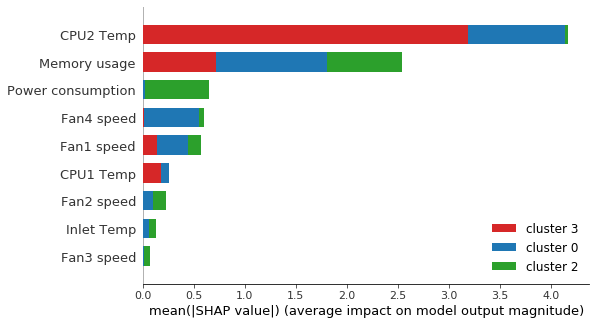 CPU2 Temp
Memory usage
Power consumption
Fan4 speed
Fan1 speed
CPU1 Temp
Fan2 speed
Inlet Temp
Fan3 speed
cluster 3
cluster 0
cluster 2
0.0 0.5 1.0 1.5 2.0 2.5 3.0 3.5 4.0
mean(|SHAP value|) (average impact on model output magnitude)